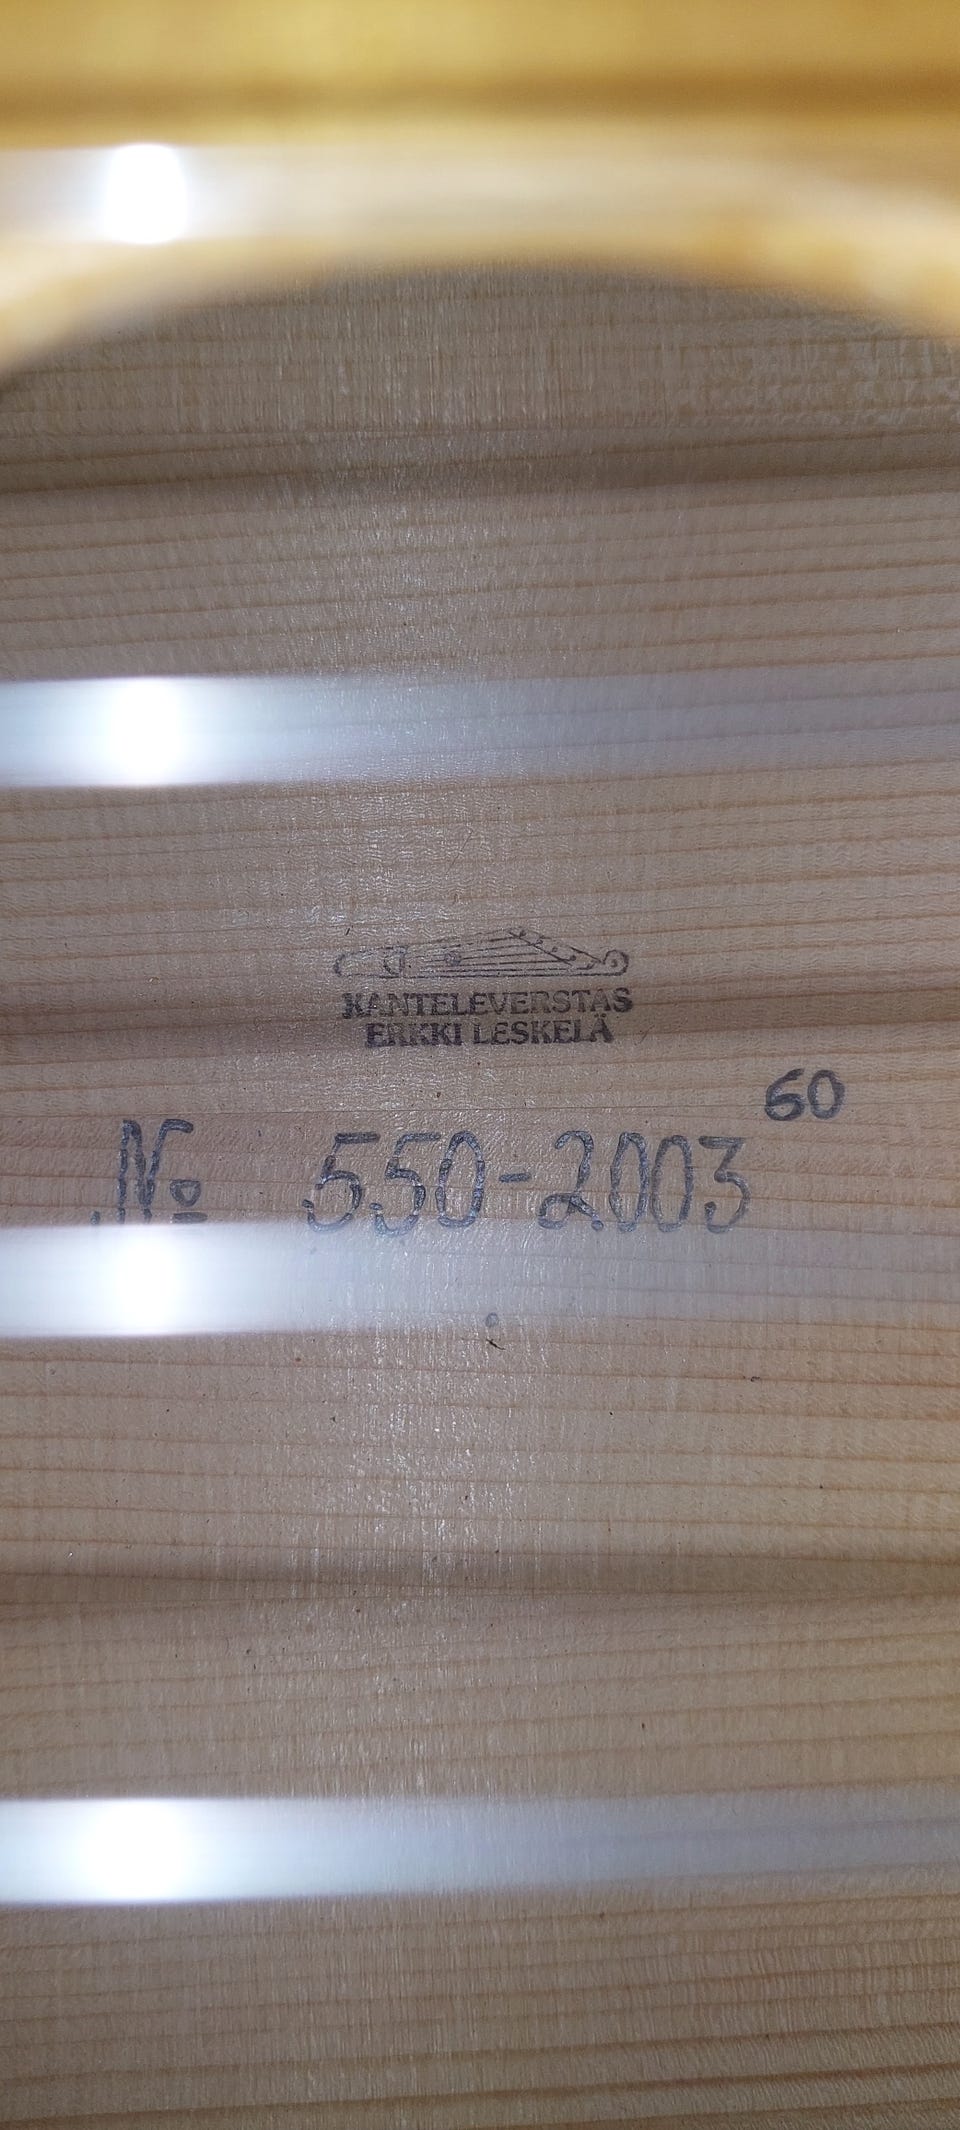 KANTELEVERSTAS
ERKKI LESKELÄ
60
№ 550-2003